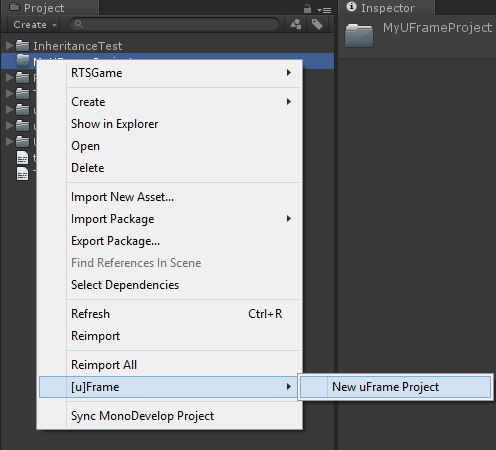 Project
Inspector
Create
MyUFrameProject
InheritanceTest
RTSGame
Create
Show in Explorer
Open
Delete
Import New Asset...
Import Package
Export Package...
Find References In Scene
Select Dependencies
Refresh Ctrl+R
Reimport
Reimport All
[u]Frame
New uFrame Project
Sync MonoDevelop Project